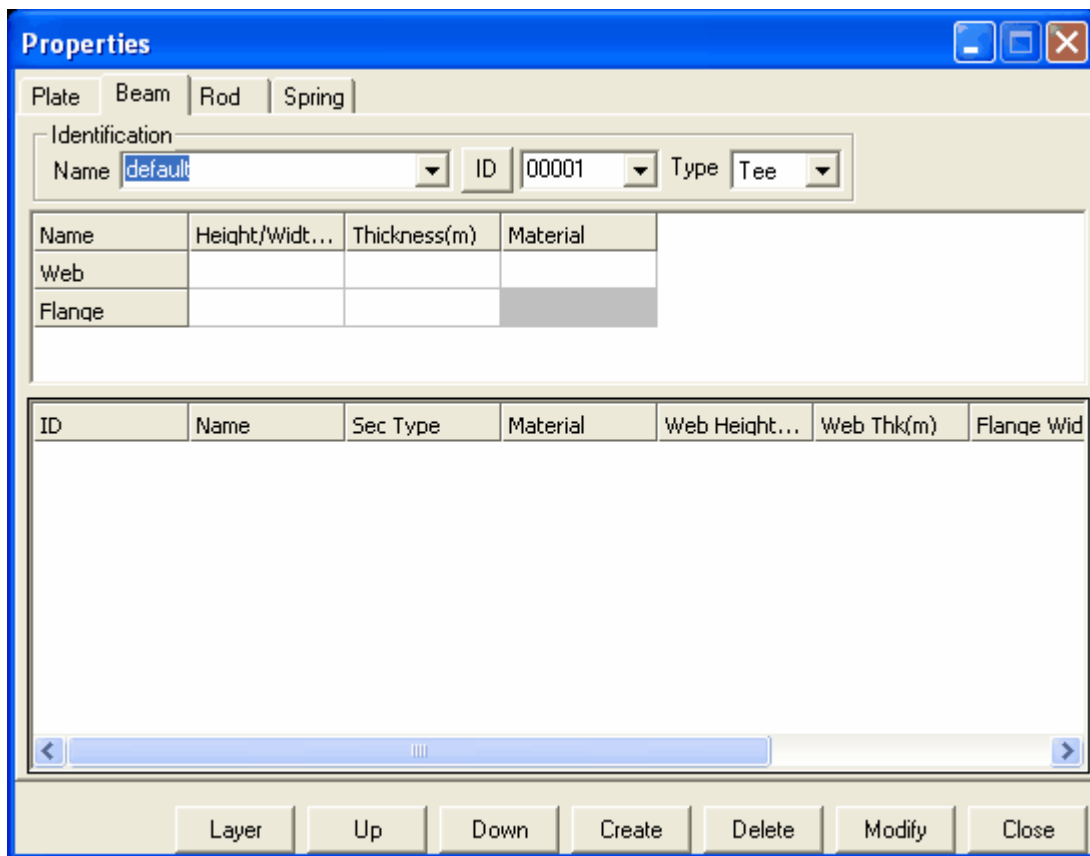 Properties
Plate Beam Rod Spring
Identification
Name default ID 00001 Type Tee
Name Height/Widt... Thickness(m) Material
Web
Flange
ID Name Sec Type Material Web Height... Web Thk(m) Flange Wid
Layer Up Down Create Delete Modify Close